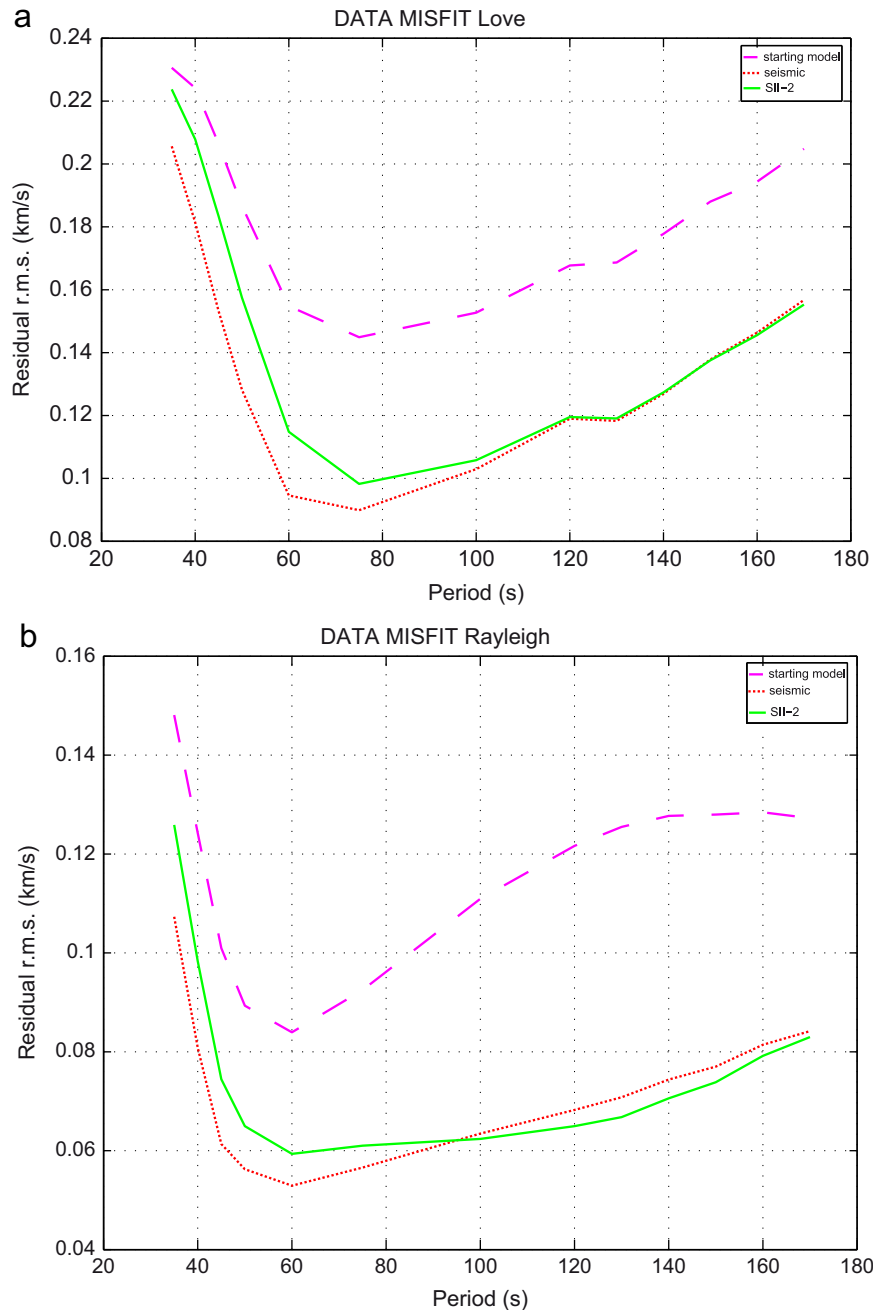 a
DATA MISFIT Love
0.24
0.22
0.2
0.18
0.16
0.14
0.12
0.1
0.08
Residual r.m.s. (km/s)
starting model
seismic
SII-2
20 40 60 80 100 120 140 160 180
Period (s)
b
DATA MISFIT Rayleigh
0.16
0.14
0.12
0.1
0.08
0.06
0.04
Residual r.m.s. (km/s)
starting model
seismic
SII-2
20 40 60 80 100 120 140 160 180
Period (s)